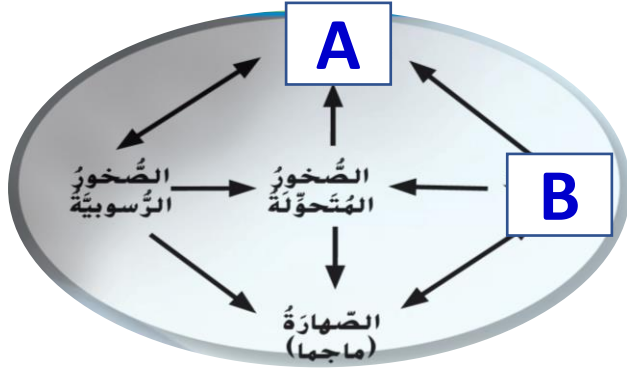 A
الصُّخورُ
الرُّسوبيَّةُ
الصُّخورُ
المُتَحوِّلَةُ
B
الصّهارَةُ
(ماجما)